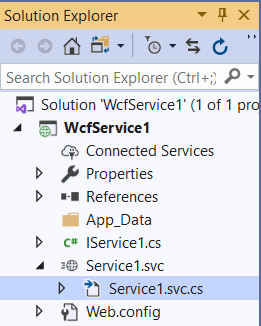 Solution Explorer
Search Solution Explorer (Ctrl+;)
Solution 'WcfService1' (1 of 1 pro
WcfService1
Connected Services
Properties
References
App_Data
C# IService1.cs
Service1.svc
Service1.svc.cs
Web.config